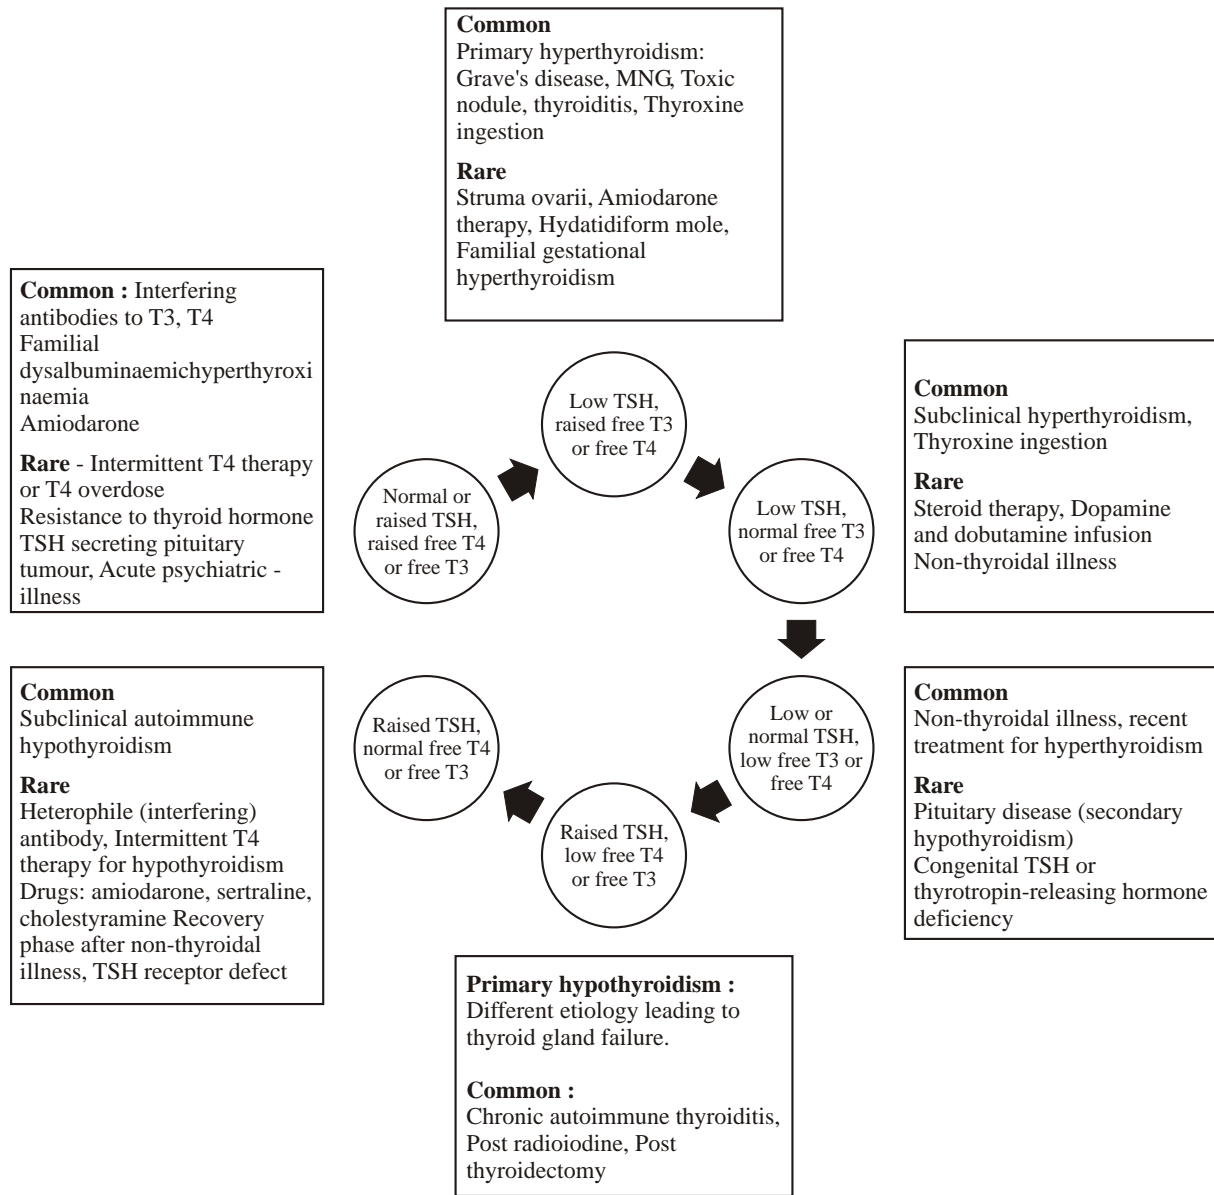 Common
Primary hyperthyroidism:
Grave's disease, MNG, Toxic
nodule, thyroiditis, Thyroxine
ingestion
Rare
Struma ovarii, Amiodarone
therapy, Hydatidiform mole,
Familial gestational
hyperthyroidism
Common : Interfering
antibodies to T3, T4
Familial
dysalbuminaemichyperthyroxi
naemia
Amiodarone
Rare - Intermittent T4 therapy
or T4 overdose
Resistance to thyroid hormone
TSH secreting pituitary
tumour, Acute psychiatric -
illness
Low TSH,
raised free T3
or free T4
Normal or
raised TSH,
raised free T4
or free T3
Low TSH,
normal free T3
or free T4
Common
Subclinical hyperthyroidism,
Thyroxine ingestion
Rare
Steroid therapy, Dopamine
and dobutamine infusion
Non-thyroidal illness
Common
Subclinical autoimmune
hypothyroidism
Rare
Heterophile (interfering)
antibody, Intermittent T4
therapy for hypothyroidism
Drugs: amiodarone, sertraline,
cholestyramine Recovery
phase after non-thyroidal
illness, TSH receptor defect
Raised TSH,
normal free T4
or free T3
Low or
normal TSH,
low free T3 or
free T4
Raised TSH,
low free T4
or free T3
Common
Non-thyroidal illness, recent
treatment for hyperthyroidism
Rare
Pituitary disease (secondary
hypothyroidism)
Congenital TSH or
thyrotropin-releasing hormone
deficiency
Primary hypothyroidism :
Different etiology leading to
thyroid gland failure.
Common :
Chronic autoimmune thyroiditis,
Post radioiodine, Post
thyroidectomy